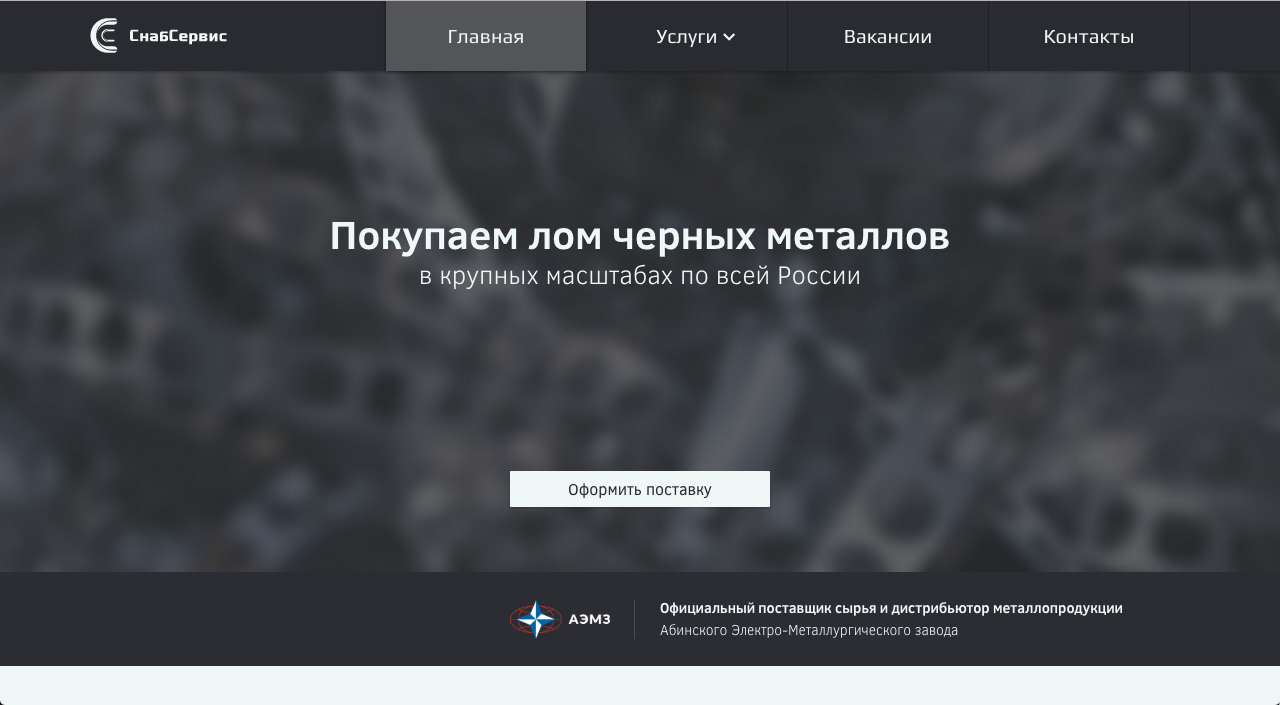 СнабСервис
Главная
Услуги
Вакансии
Контакты
Покупаем лом черных металлов
в крупных масштабах по всей России
Оформить поставку
АЭМЗ
Официальный поставщик сырья и дистрибьютор металлопродукции
Абинского Электро-Металлургического завода